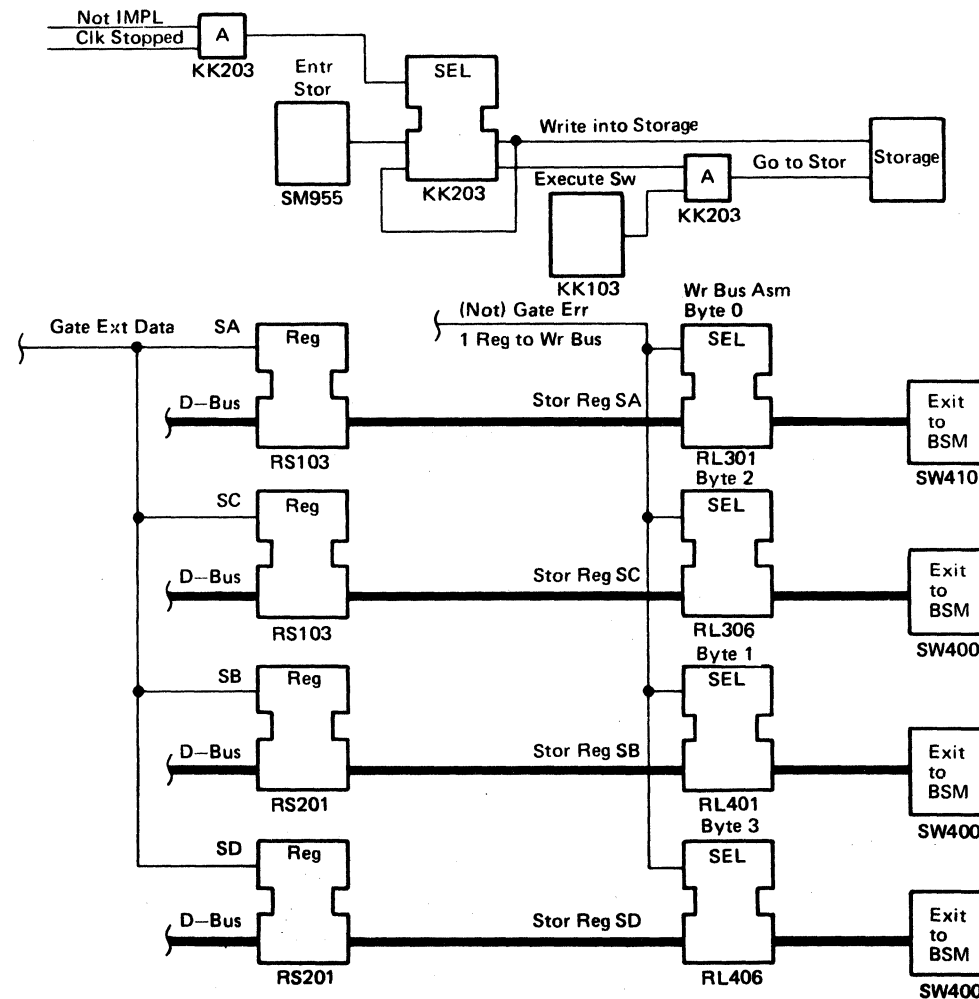 Not IMPL
Clk Stopped
A
KK203
Entr
Stor
SM955
SEL
KK203
Write into Storage
Execute Sw
KK103
A
KK203
Go to Stor
Storage
Gate Ext Data
SA
Reg
D–Bus
RS103
Stor Reg SA
(Not) Gate Err
1 Reg to Wr Bus
Wr Bus Asm
Byte 0
SEL
RL301
Exit
to
BSM
SW410
SC
Reg
D–Bus
RS103
Stor Reg SC
Byte 2
SEL
RL306
Exit
to
BSM
SW400
SB
Reg
D–Bus
RS201
Stor Reg SB
Byte 1
SEL
RL401
Exit
to
BSM
SW400
SD
Reg
D–Bus
RS201
Stor Reg SD
Byte 3
SEL
RL406
Exit
to
BSM
SW400